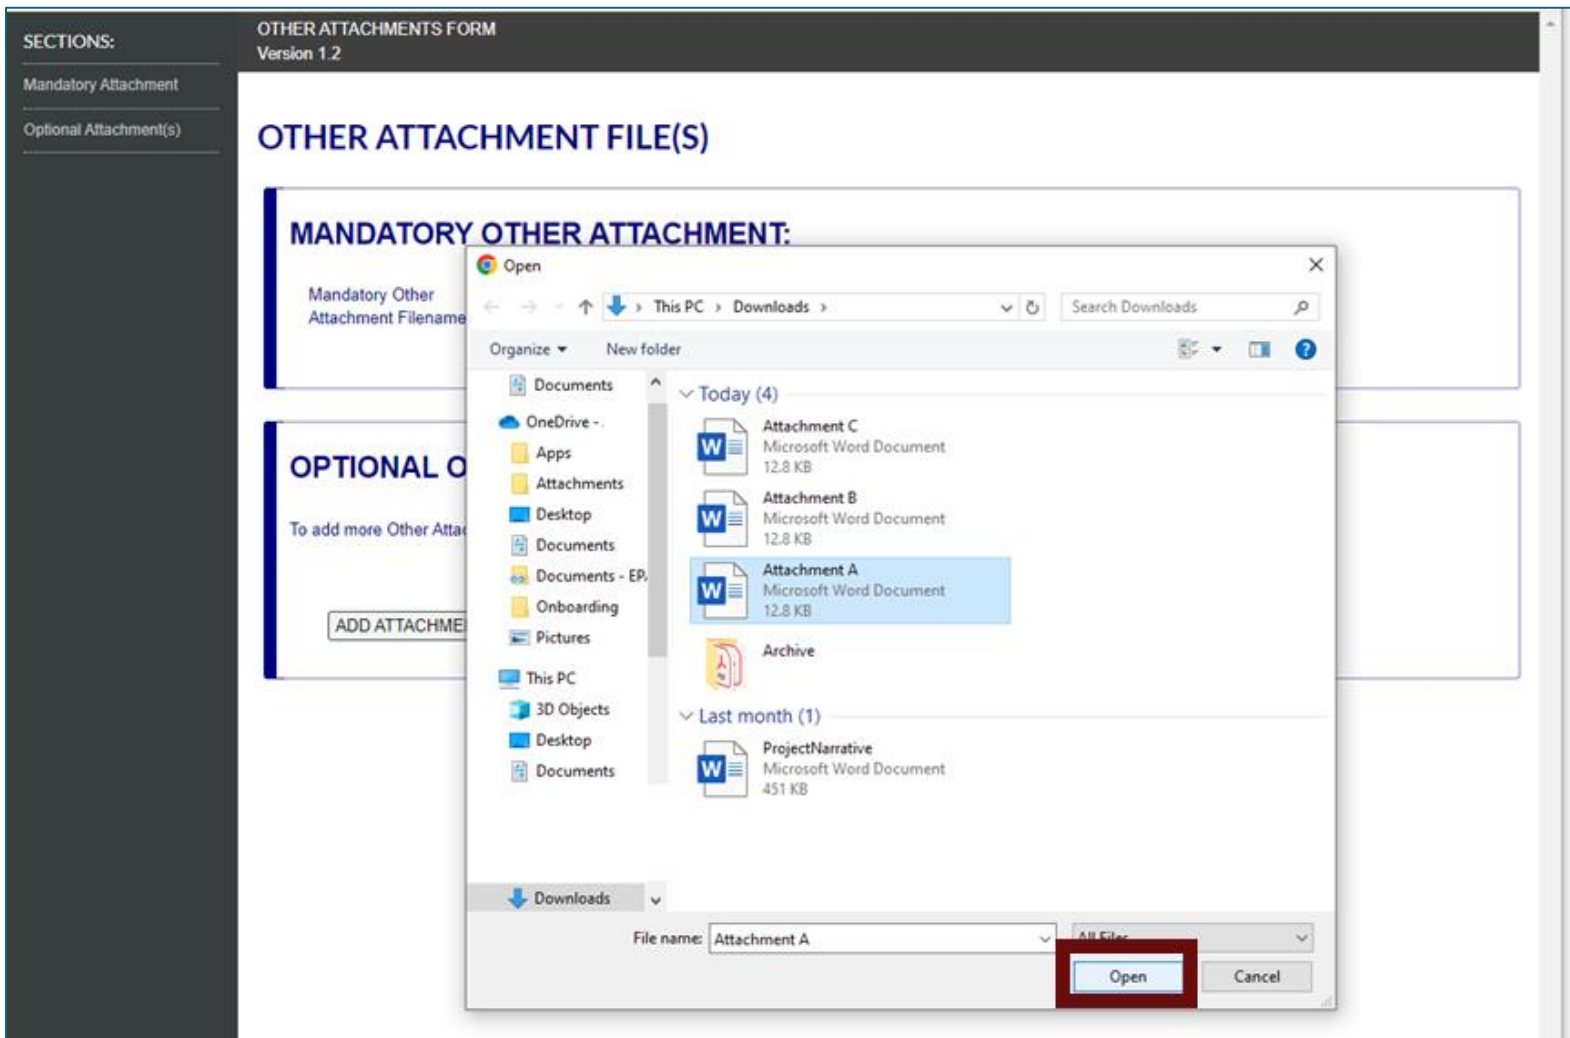 SECTIONS:
Mandatory Attachment
Optional Attachment(s)
OTHER ATTACHMENTS FORM
Version 1.2
OTHER ATTACHMENT FILE(S)
MANDATORY OTHER ATTACHMENT:
Mandatory Other
Attachment Filename
OPTIONAL O
To add more Other Attac
ADD ATTACHME
Open
This PC > Downloads >
Search Downloads
Organize
New folder
Documents
OneDrive -
Apps
Attachments
Desktop
Documents
Documents - EP
Onboarding
Pictures
This PC
3D Objects
Desktop
Documents
Downloads
Today (4)
Attachment C
Microsoft Word Document
12.8 KB
Attachment B
Microsoft Word Document
12.8 KB
Attachment A
Microsoft Word Document
12.8 KB
Archive
Last month (1)
ProjectNarrative
Microsoft Word Document
451 KB
File name: Attachment A
All Files
Open
Cancel